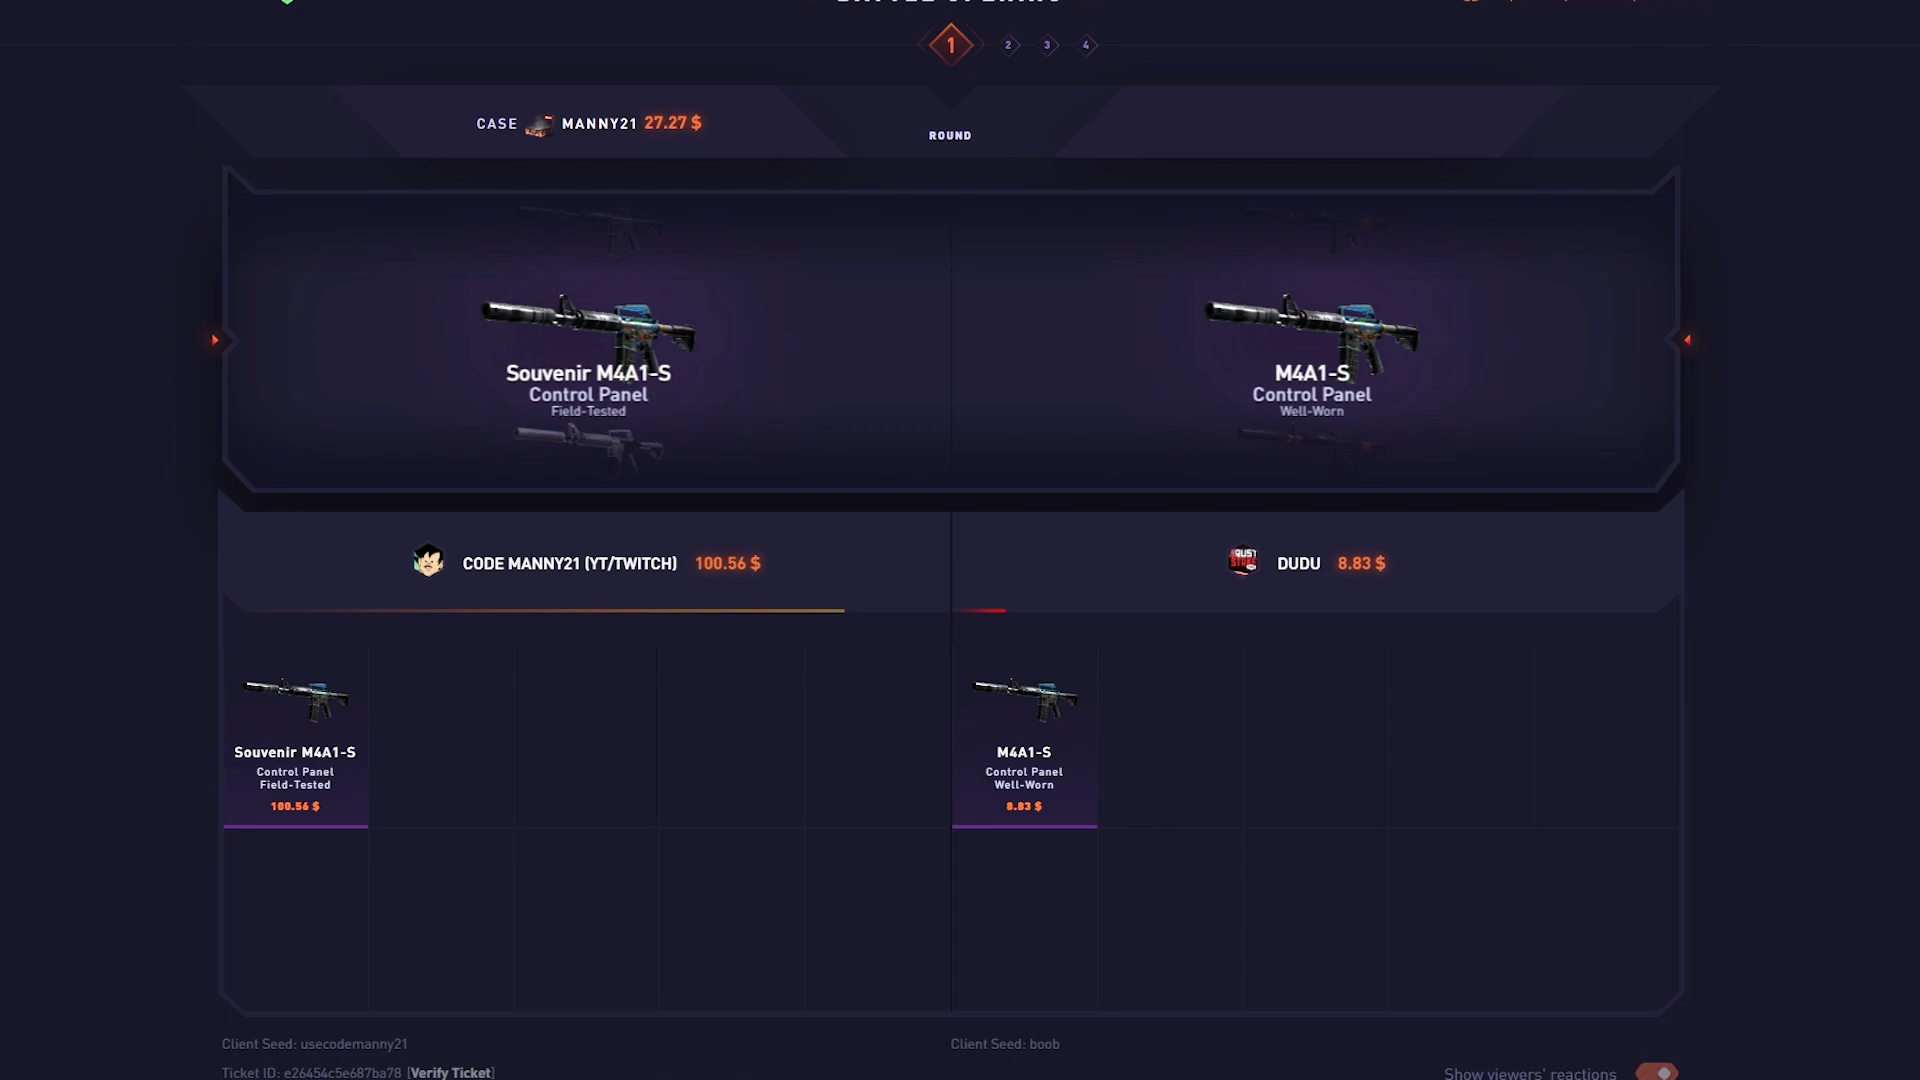 1 2 3 4
CASE MANNY21 27.27 $
ROUND
Souvenir M4A1-S
Control Panel
Field-Tested
M4A1-S
Control Panel
Well-Worn
CODE MANNY21 (YT/TWITCH) 100.56 $
DUDU 8.83 $
Souvenir M4A1-S
Control Panel
Field-Tested
100.56 $
M4A1-S
Control Panel
Well-Worn
8.83 $
Client Seed: usecodemanny21
Client Seed: boob
Ticket ID: e26454c5e687ba78 [Verify Ticket]
Show viewers' reactions